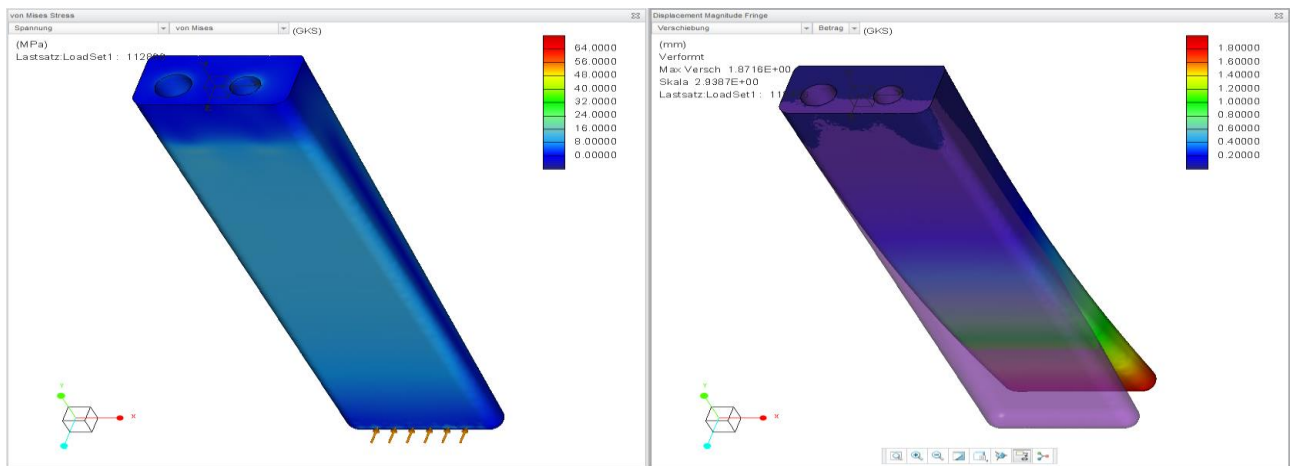 von Mises Stress
Spannung von Mises (GKS)
(MPa)
Lastsatz:LoadSet1 :
64.0000
56.0000
48.0000
40.0000
32.0000
24.0000
16.0000
8.00000
0.00000
Y
X
Displacement Magnitude Fringe
Verschiebung Betrag (GKS)
(mm)
Verformt
Max Versch 1.8716E+00
Skala 2.9387E+00
Lastsatz:LoadSet1 :
1.80000
1.60000
1.40000
1.20000
1.00000
0.80000
0.60000
0.40000
0.20000
Y
X